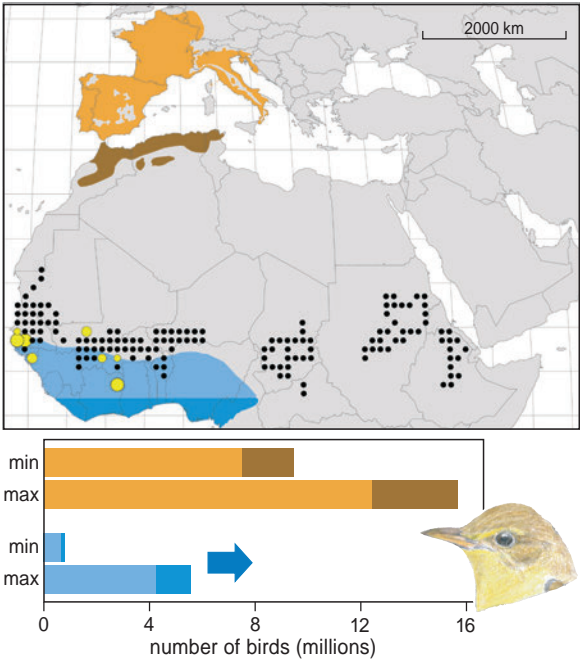 2000 km
min
max
min
max
0 4 8 12 16
number of birds (millions)